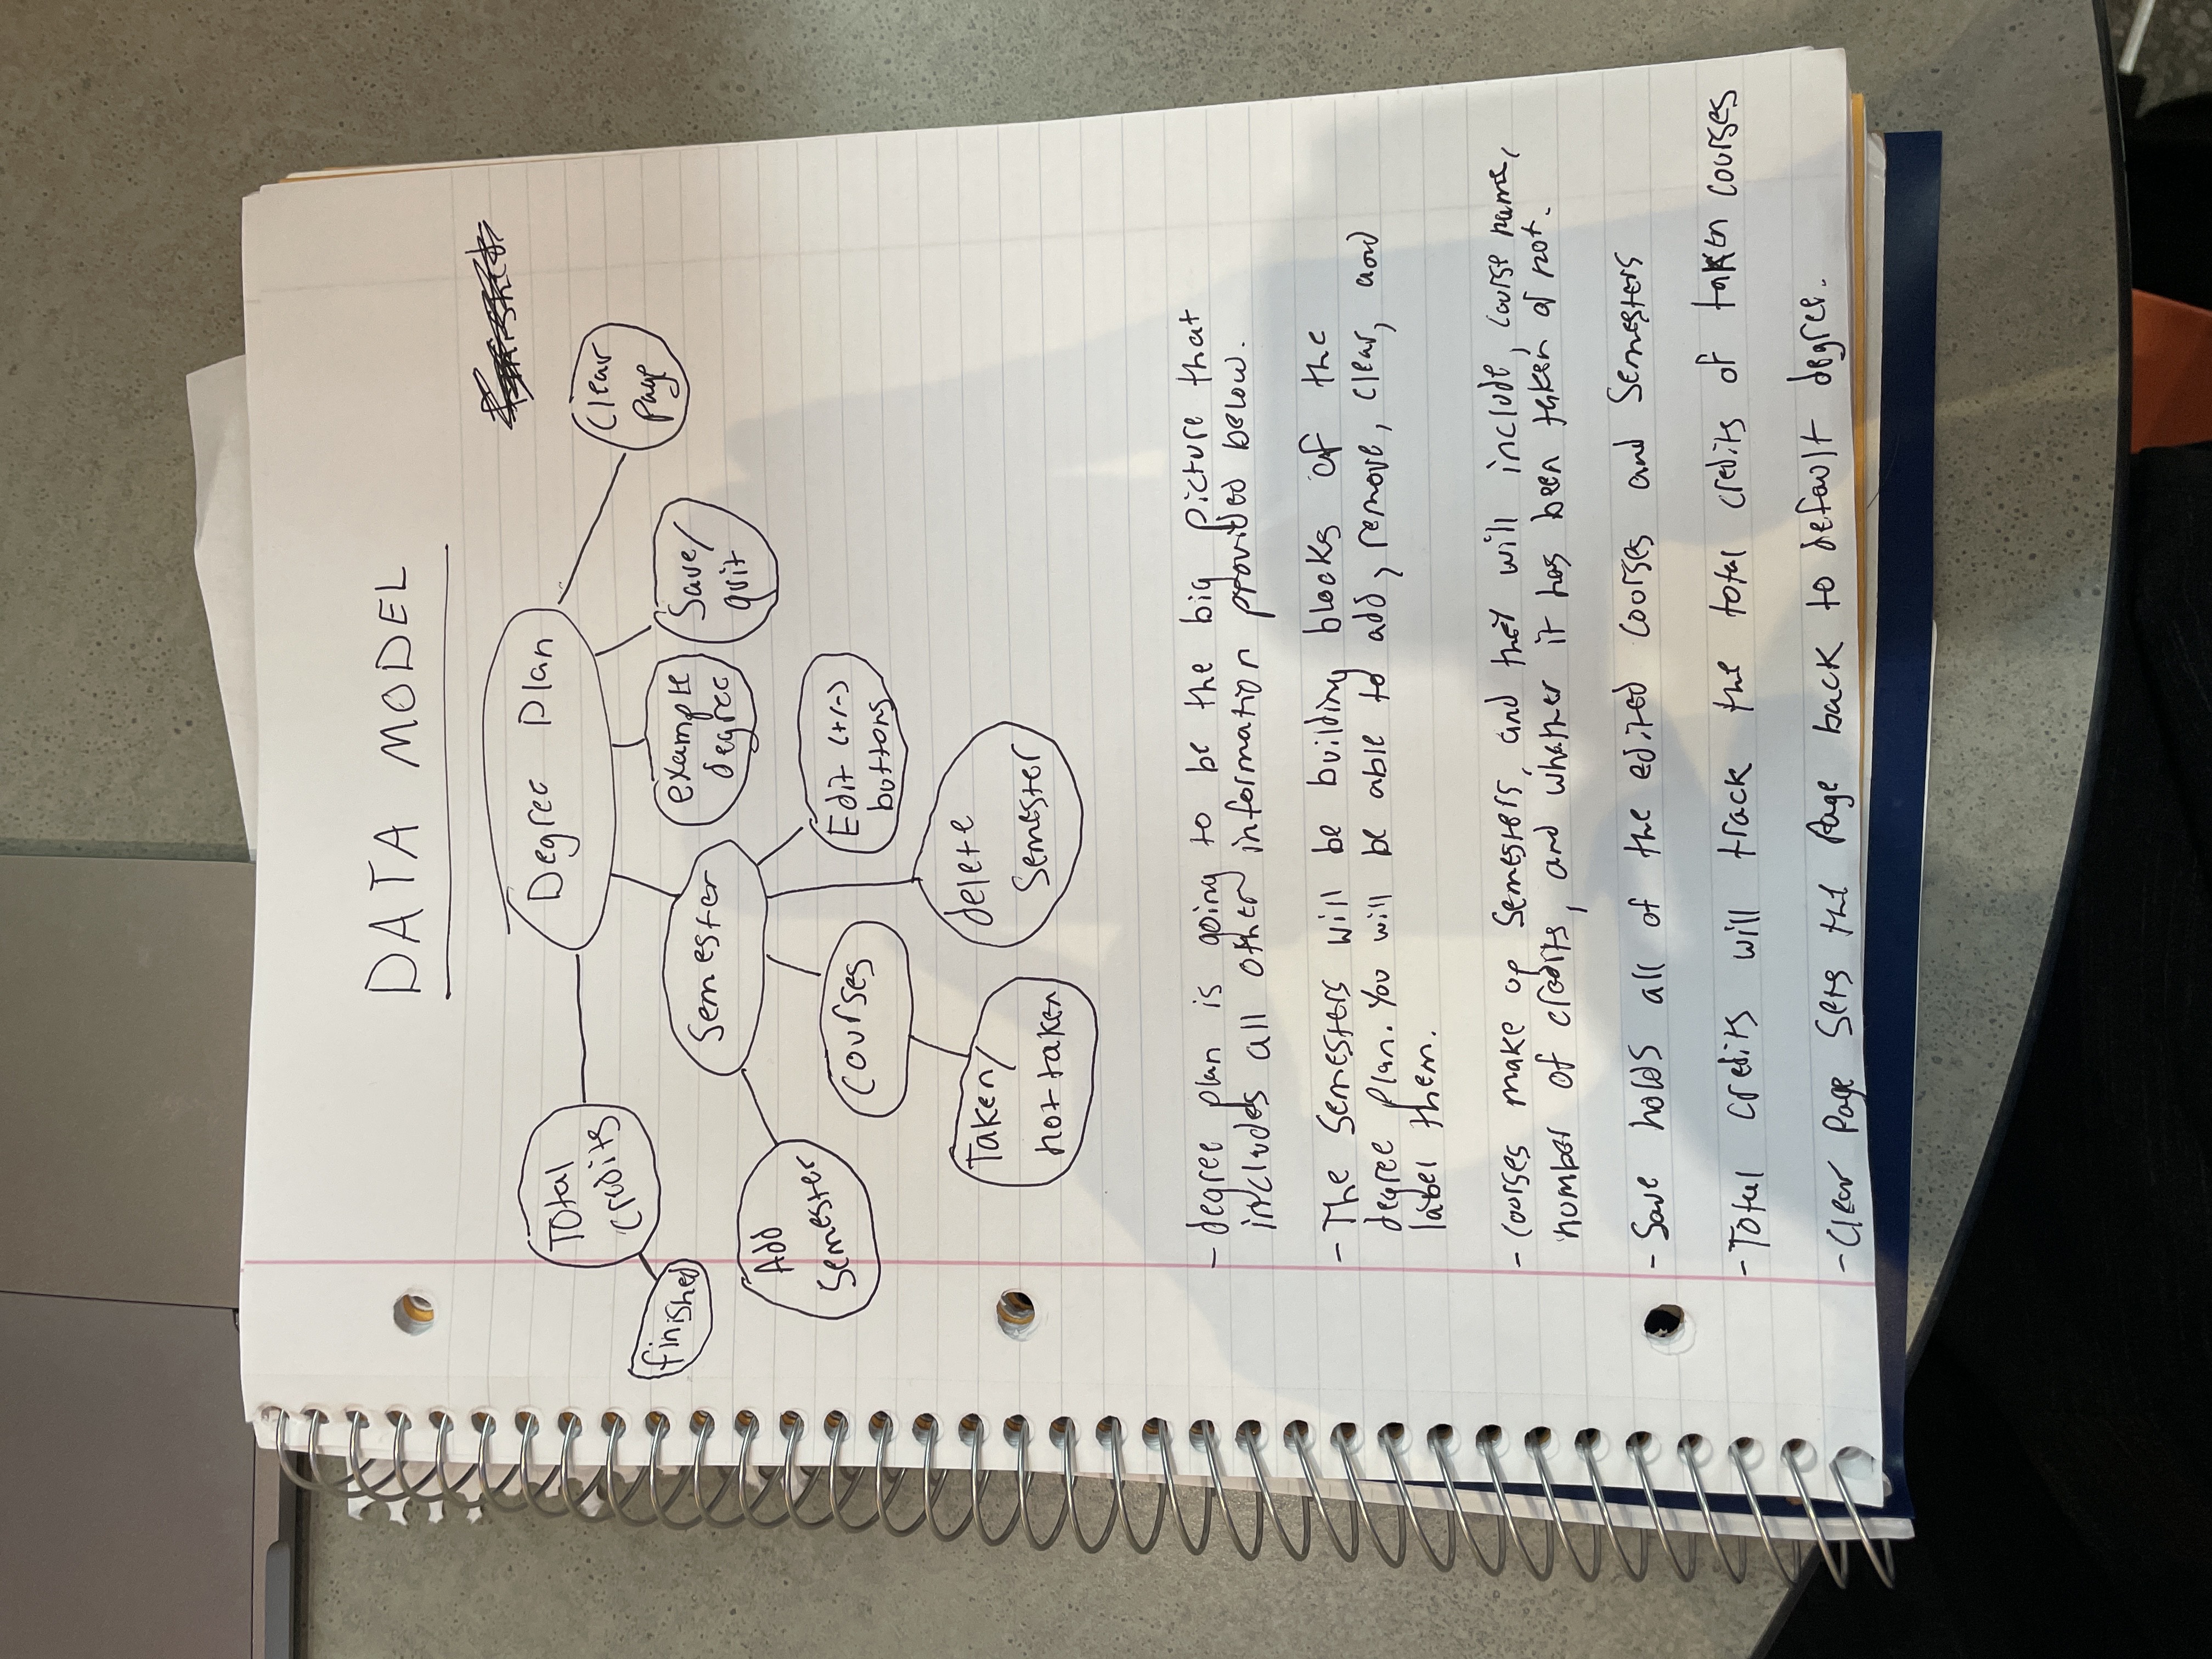 DATA MODEL
Degree Plan
Total
credits
finished
Clear
page
Semester
example
degree
Save/
quit
Add
Semester
Courses
Edit (+/-)
buttons
Taken/
not taken
delete
Semester
- degree plan is going to be the big picture that
includes all other information provided below.
- The Semesters will be building blocks of the
degree plan. You will be able to add, remove, clear, and
label them.
- Courses make up Semesters, and they will include, course name,
number of credits, and whether it has been taken or not.
- Save holds all of the edited courses and Semesters
- Total credits will track the total credits of taken courses
- Clear Page sets the Page back to default degree.